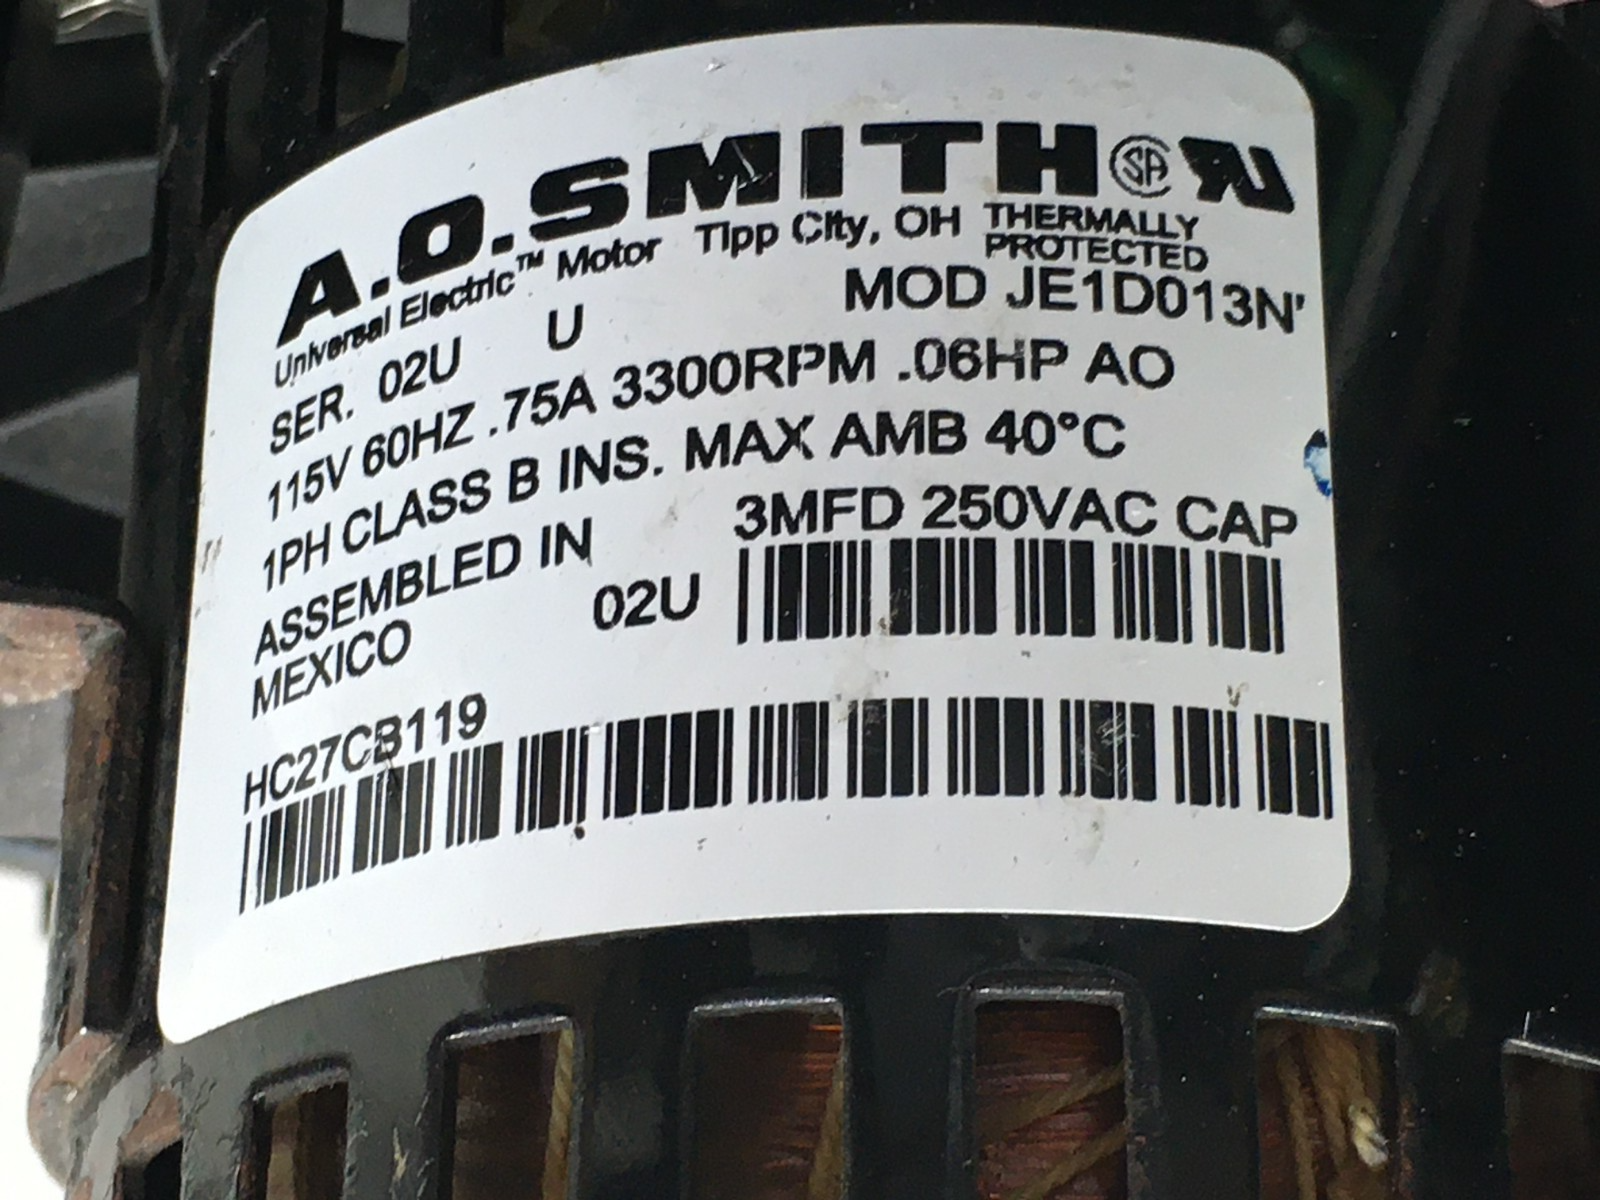 A.O.SMITH SA
Universal Electric™ Motor Tipp City, OH THERMALLY
PROTECTED
MOD JE1D013N'
SER. 02U U
115V 60HZ .75A 3300RPM .06HP AO
1PH CLASS B INS. MAX AMB 40°C
ASSEMBLED IN 3MFD 250VAC CAP
MEXICO 02U
HC27CB119